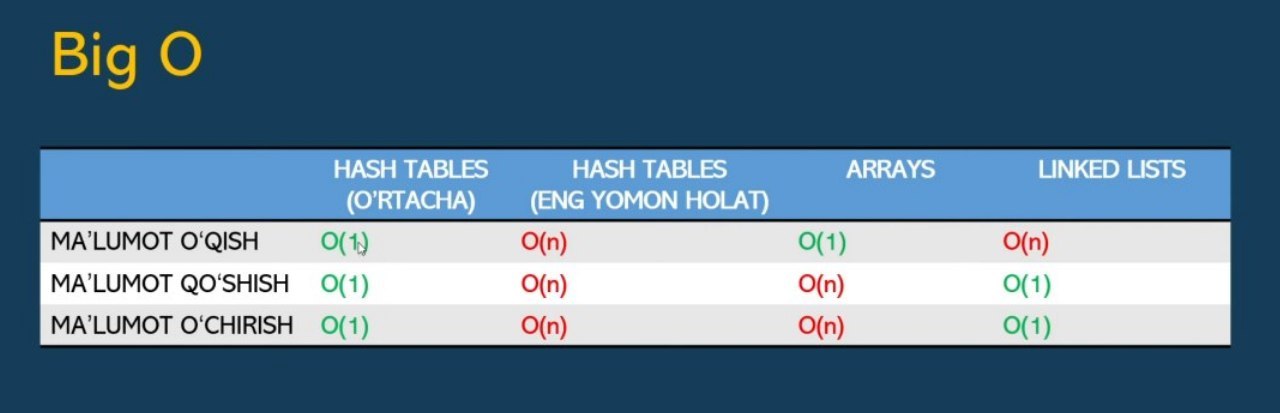 Big O
HASH TABLES HASH TABLES ARRAYS LINKED LISTS
(O’RTACHA) (ENG YOMON HOLAT)
MA’LUMOT O‘QISH O(1) O(n) O(1) O(n)
MA’LUMOT QO‘SHISH O(1) O(n) O(n) O(1)
MA’LUMOT O‘CHIRISH O(1) O(n) O(n) O(1)